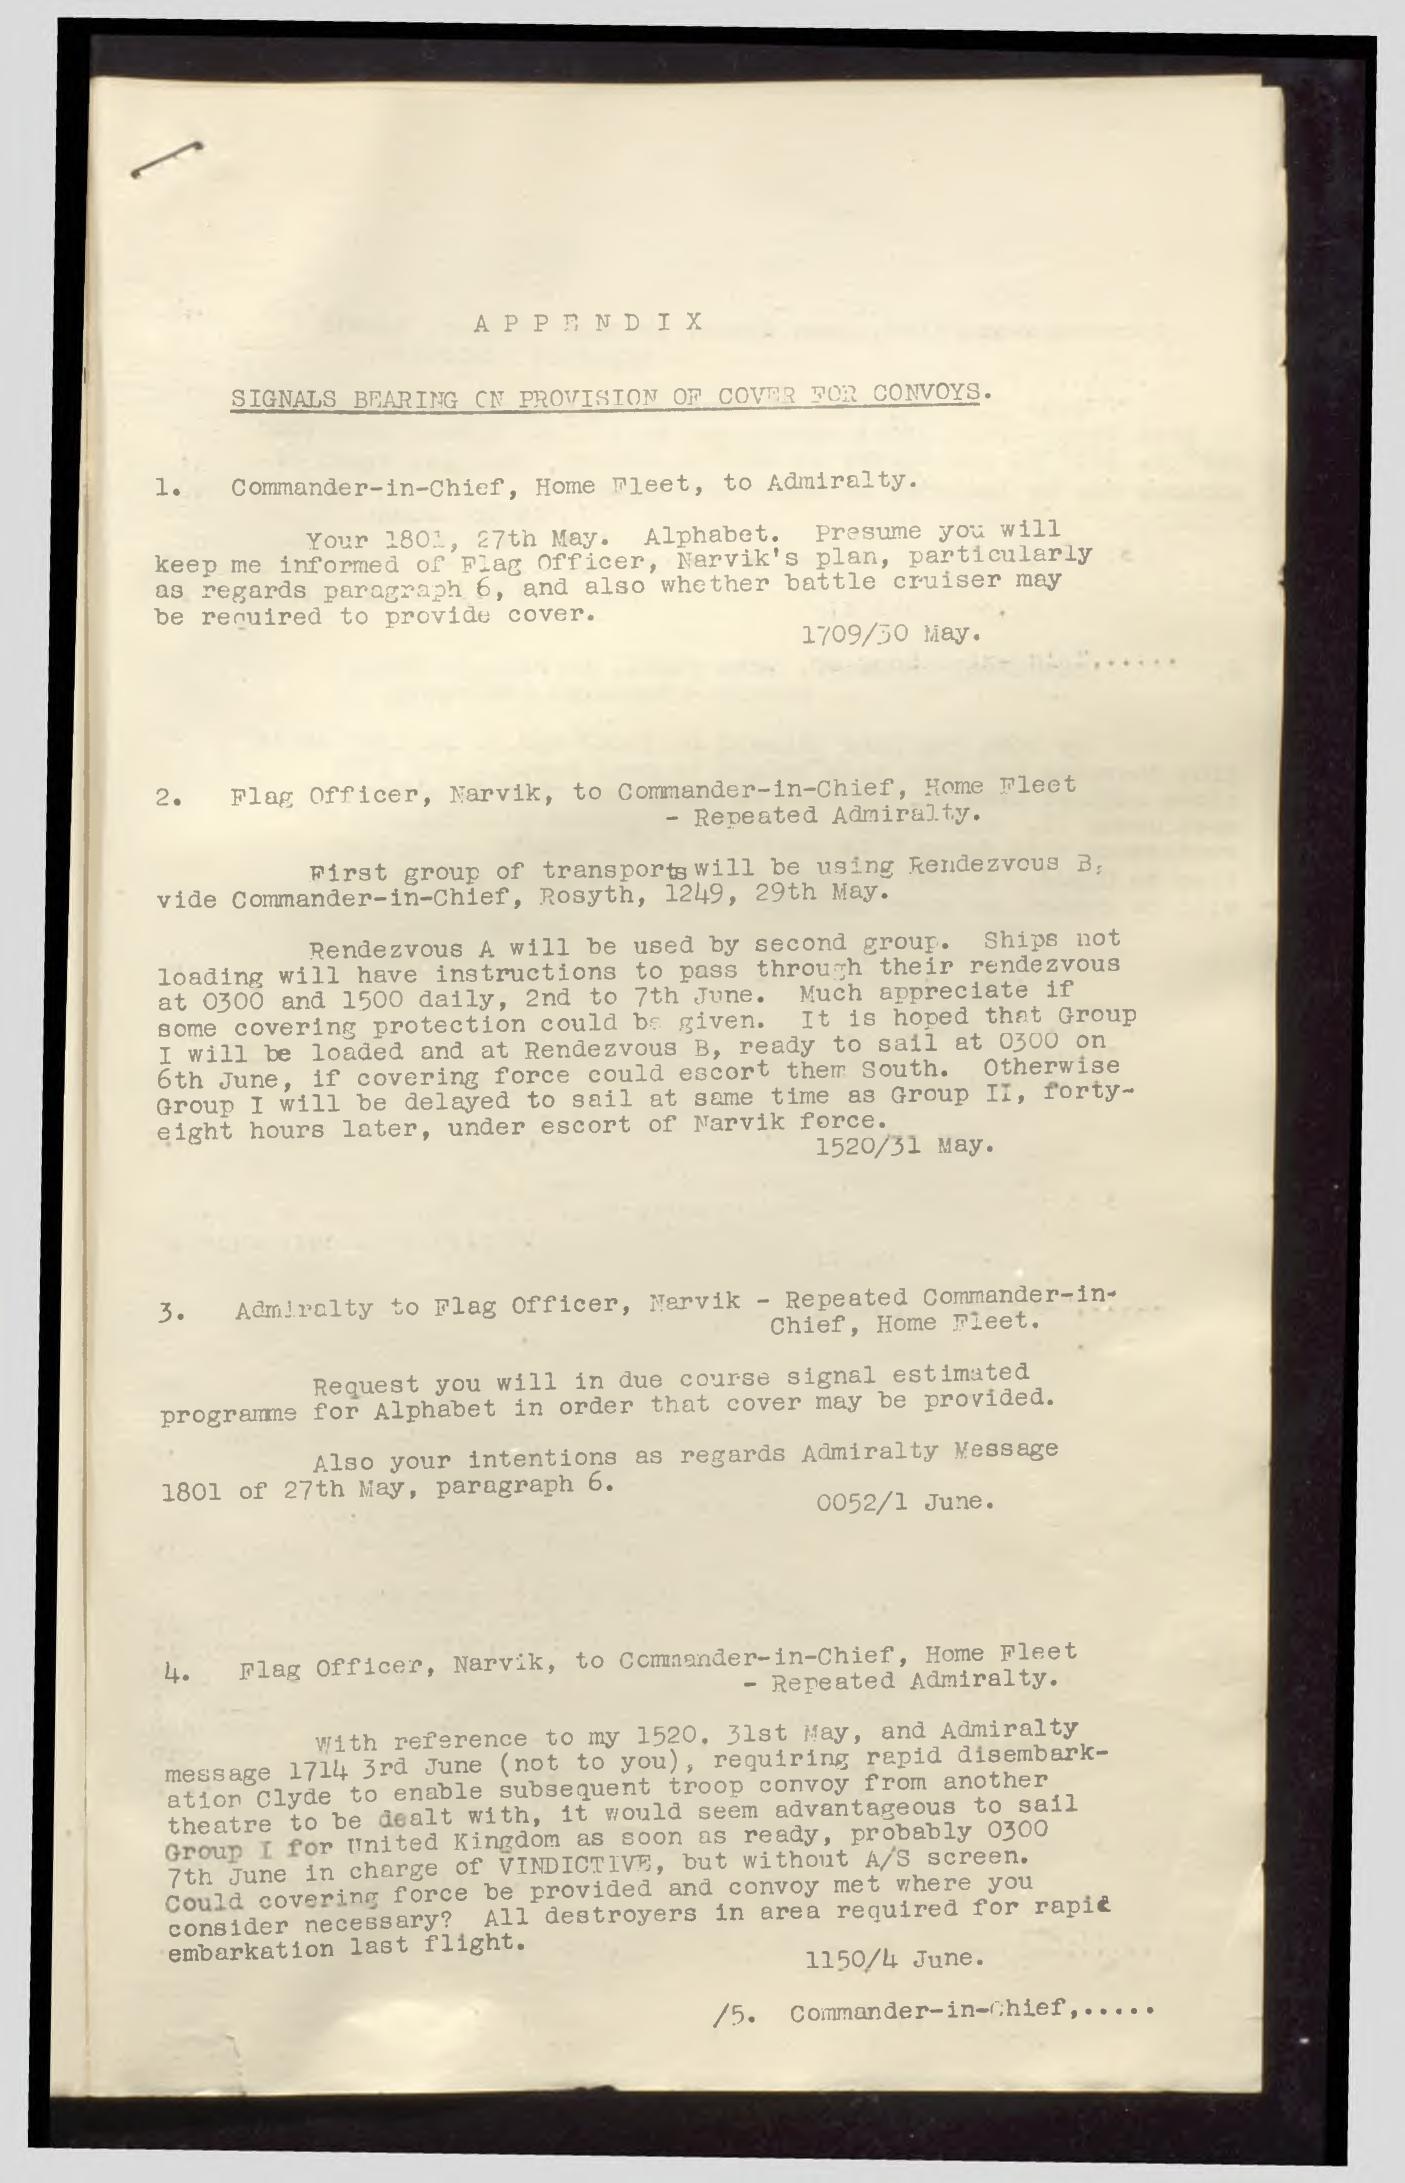 A P P E N D I X
SIGNALS BEARING ON PROVISION OF COVER FOR CONVOYS.
1. Commander-in-Chief, Home Fleet, to Admiralty.
Your 1801, 27th May. Alphabet. Presume you will
keep me informed of Flag Officer, Narvik's plan, particularly
as regards paragraph 6, and also whether battle cruiser may
be required to provide cover.
1709/30 May.
2. Flag Officer, Narvik, to Commander-in-Chief, Home Fleet
- Repeated Admiralty.
First group of transports will be using Rendezvous B,
vide Commander-in-Chief, Rosyth, 1249, 29th May.
Rendezvous A will be used by second group. Ships not
loading will have instructions to pass through their rendezvous
at 0300 and 1500 daily, 2nd to 7th June. Much appreciate if
some covering protection could be given. It is hoped that Group
I will be loaded and at Rendezvous B, ready to sail at 0300 on
6th June, if covering force could escort them South. Otherwise
Group I will be delayed to sail at same time as Group II, forty-
eight hours later, under escort of Narvik force.
1520/31 May.
3. Admiralty to Flag Officer, Narvik - Repeated Commander-in-
Chief, Home Fleet.
Request you will in due course signal estimated
programme for Alphabet in order that cover may be provided.
Also your intentions as regards Admiralty Message
1801 of 27th May, paragraph 6.
0052/1 June.
4. Flag Officer, Narvik, to Commander-in-Chief, Home Fleet
- Repeated Admiralty.
With reference to my 1520. 31st May, and Admiralty
message 1714 3rd June (not to you), requiring rapid disembark-
ation Clyde to enable subsequent troop convoy from another
theatre to be dealt with, it would seem advantageous to sail
Group I for United Kingdom as soon as ready, probably 0300
7th June in charge of VINDICTIVE, but without A/S screen.
Could covering force be provided and convoy met where you
consider necessary? All destroyers in area required for rapid
embarkation last flight.
1150/4 June.
/5. Commander-in-Chief,.....